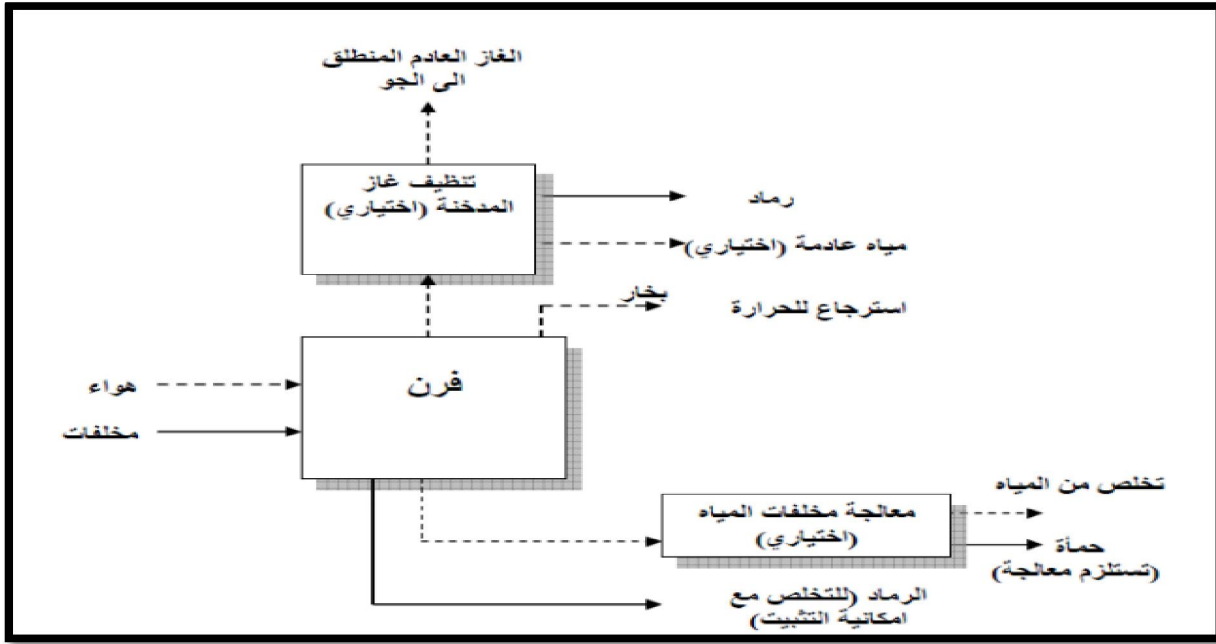 الغاز العادم المنطلق
الى الجو
تنظيف غاز
المدخنة (اختياري)
رماد
مياه عادمة (اختياري)
بخار
استرجاع للحرارة
فرن
هواء
مخلفات
تخلص من المياه
معالجة مخلفات المياه
(اختياري)
حمأة
(تستلزم معالجة)
الرماد (للتخلص مع
امكانية التثبيت)